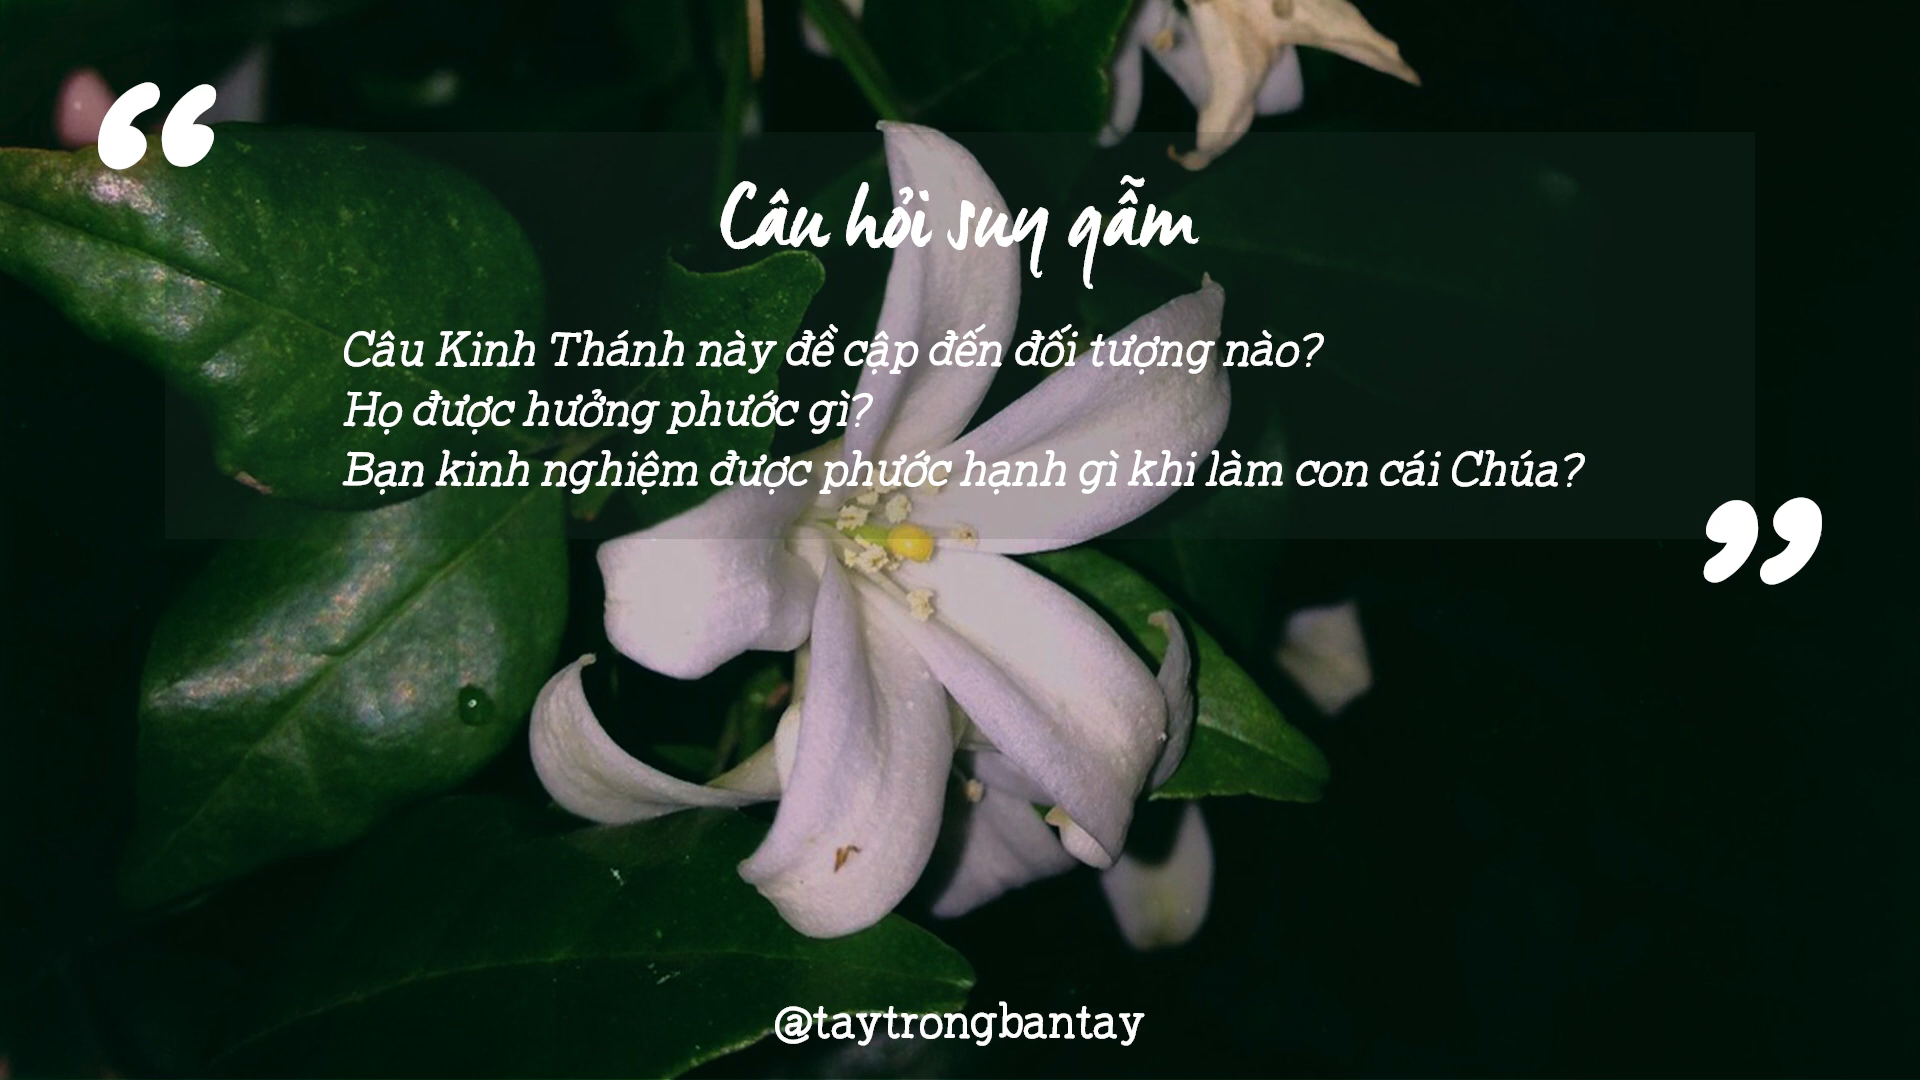 “
Câu hỏi suy gẫm
Câu Kinh Thánh này đề cập đến đối tượng nào?
Họ được hưởng phước gì?
Bạn kinh nghiệm được phước hạnh gì khi làm con cái Chúa?
”
@taytrongbantay